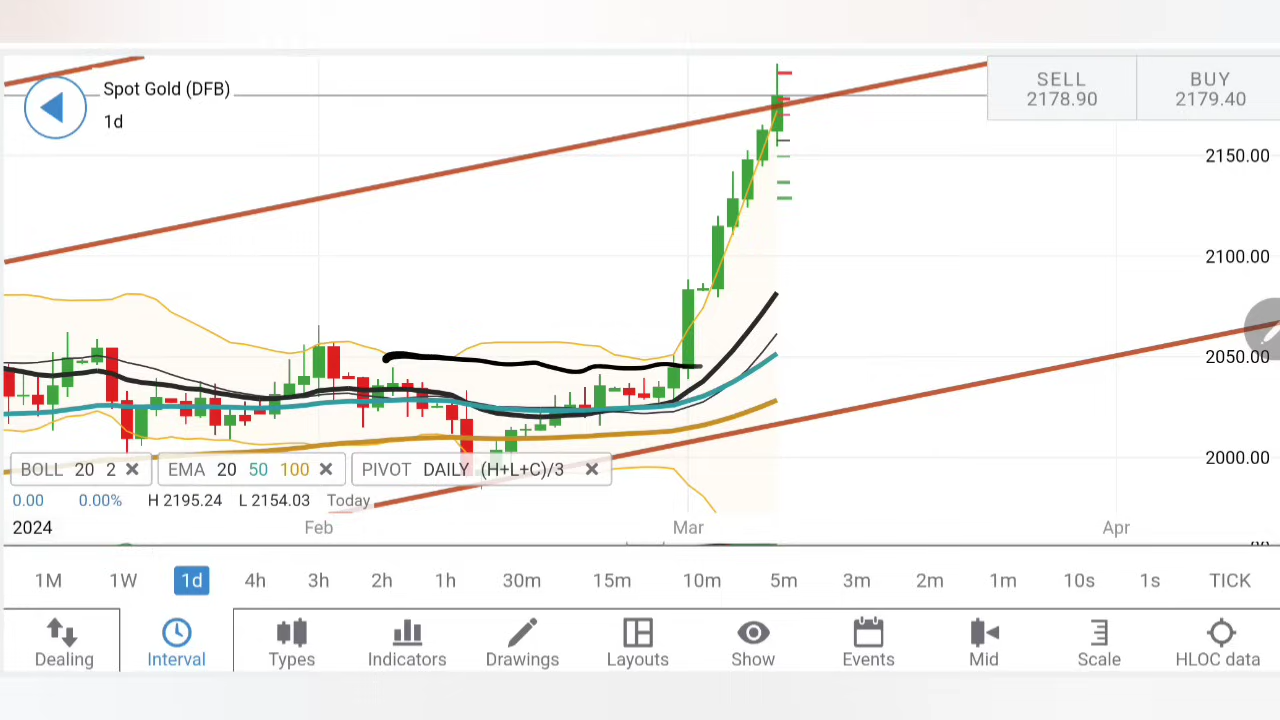 Spot Gold (DFB)
1d
SELL
2178.90
BUY
2179.40
2150.00
2100.00
2050.00
2000.00
BOLL 20 2 ×
EMA 20 50 100 ×
PIVOT DAILY (H+L+C)/3 ×
0.00 0.00% H 2195.24 L 2154.03 Today
2024 Feb Mar Apr
1M 1W 1d 4h 3h 2h 1h 30m 15m 10m 5m 3m 2m 1m 10s 1s TICK
Dealing Interval Types Indicators Drawings Layouts Show Events Mid Scale HLOC data